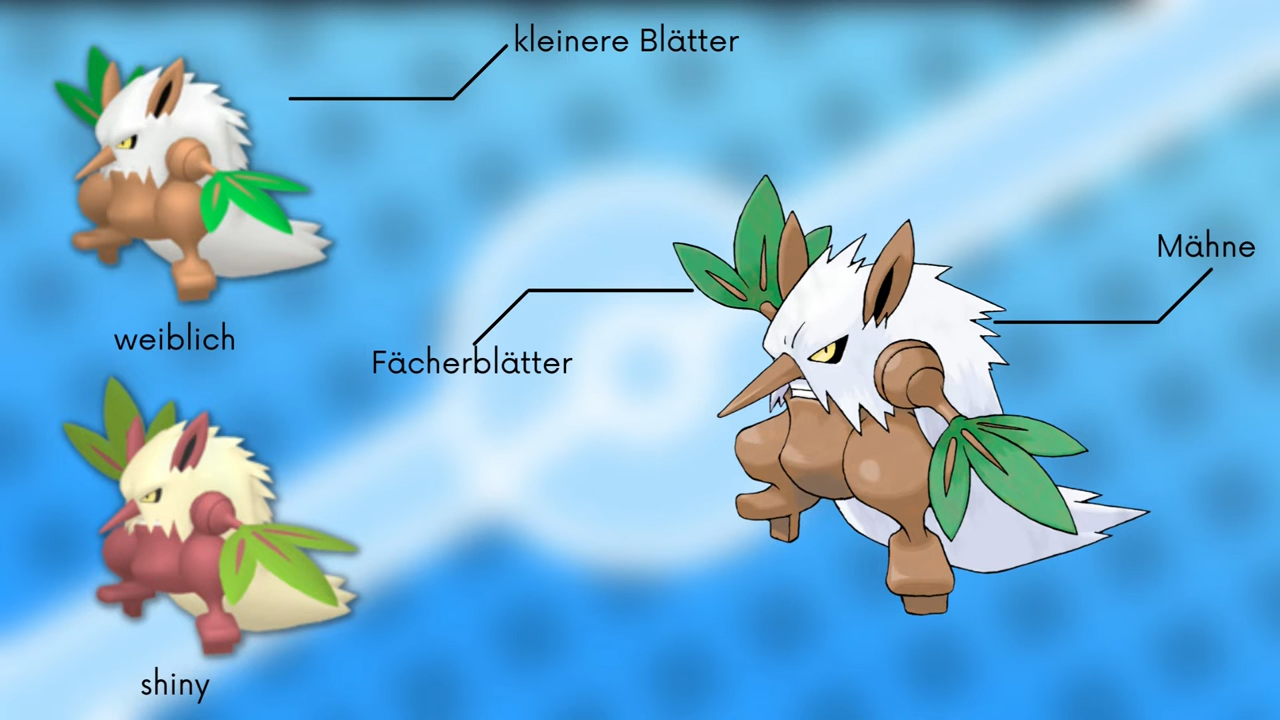 kleinere Blätter
Mähne
weiblich
Fächerblätter
shiny